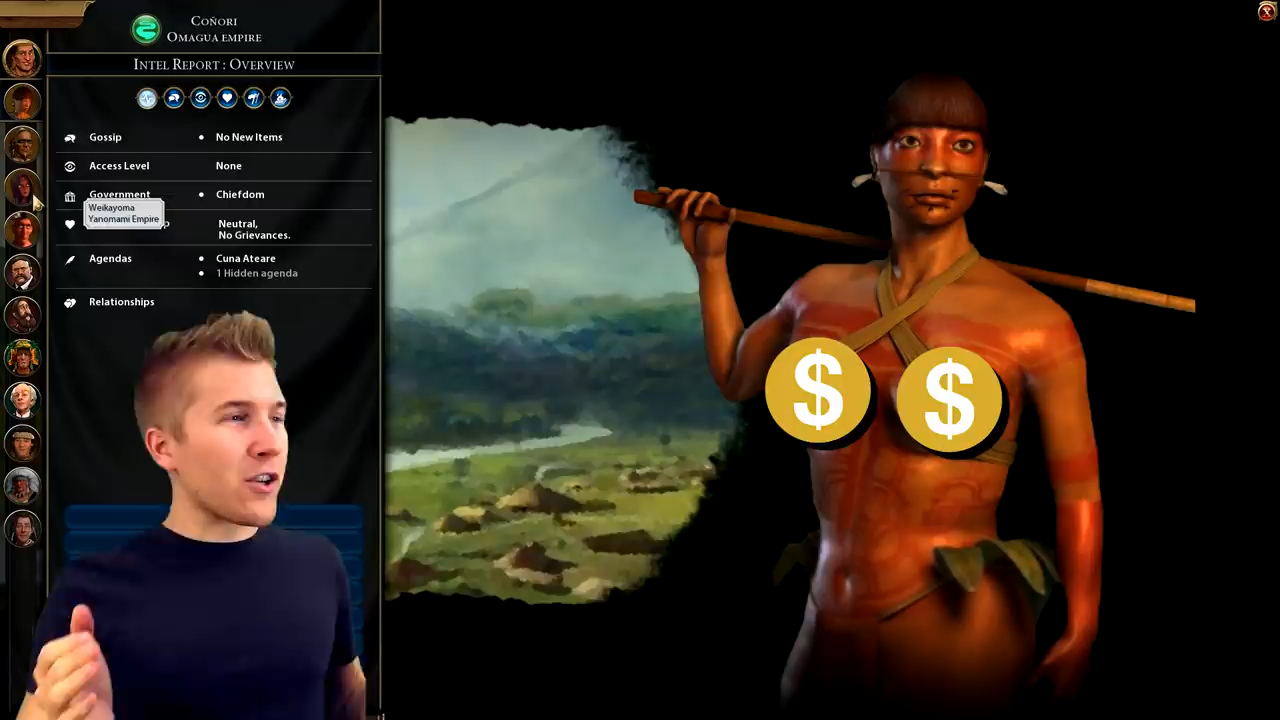 Coñori
Omagua empire
Intel Report : Overview
Gossip
No New Items
Access Level
None
Government
Chiefdom
Weikayoma
Yanomami Empire
p
Neutral,
No Grievances.
Agendas
Cuna Ateare
1 Hidden agenda
Relationships
$ $
X